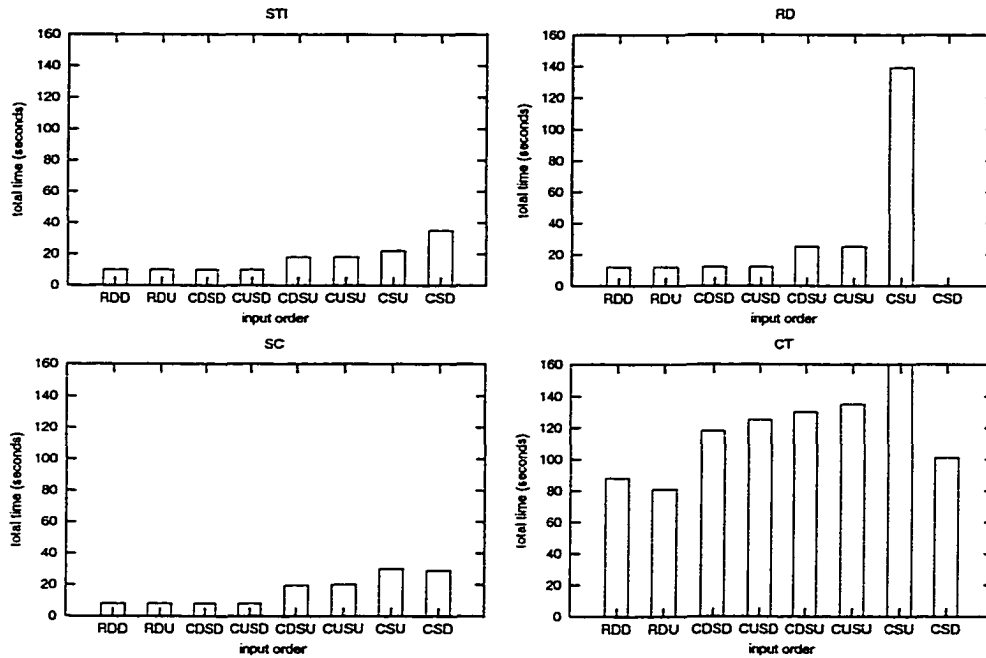 STI
160
140
120
100
80
60
40
20
0
total time (seconds)
RDD RDU CDSD CUSD CDSU CUSU CSU CSD
input order
RD
160
140
120
100
80
60
40
20
0
total time (seconds)
RDD RDU CDSD CUSD CDSU CUSU CSU CSD
input order
SC
160
140
120
100
80
60
40
20
0
total time (seconds)
RDD RDU CDSD CUSD CDSU CUSU CSU CSD
input order
CT
160
140
120
100
80
60
40
20
0
total time (seconds)
RDD RDU CDSD CUSD CDSU CUSU CSU CSD
input order